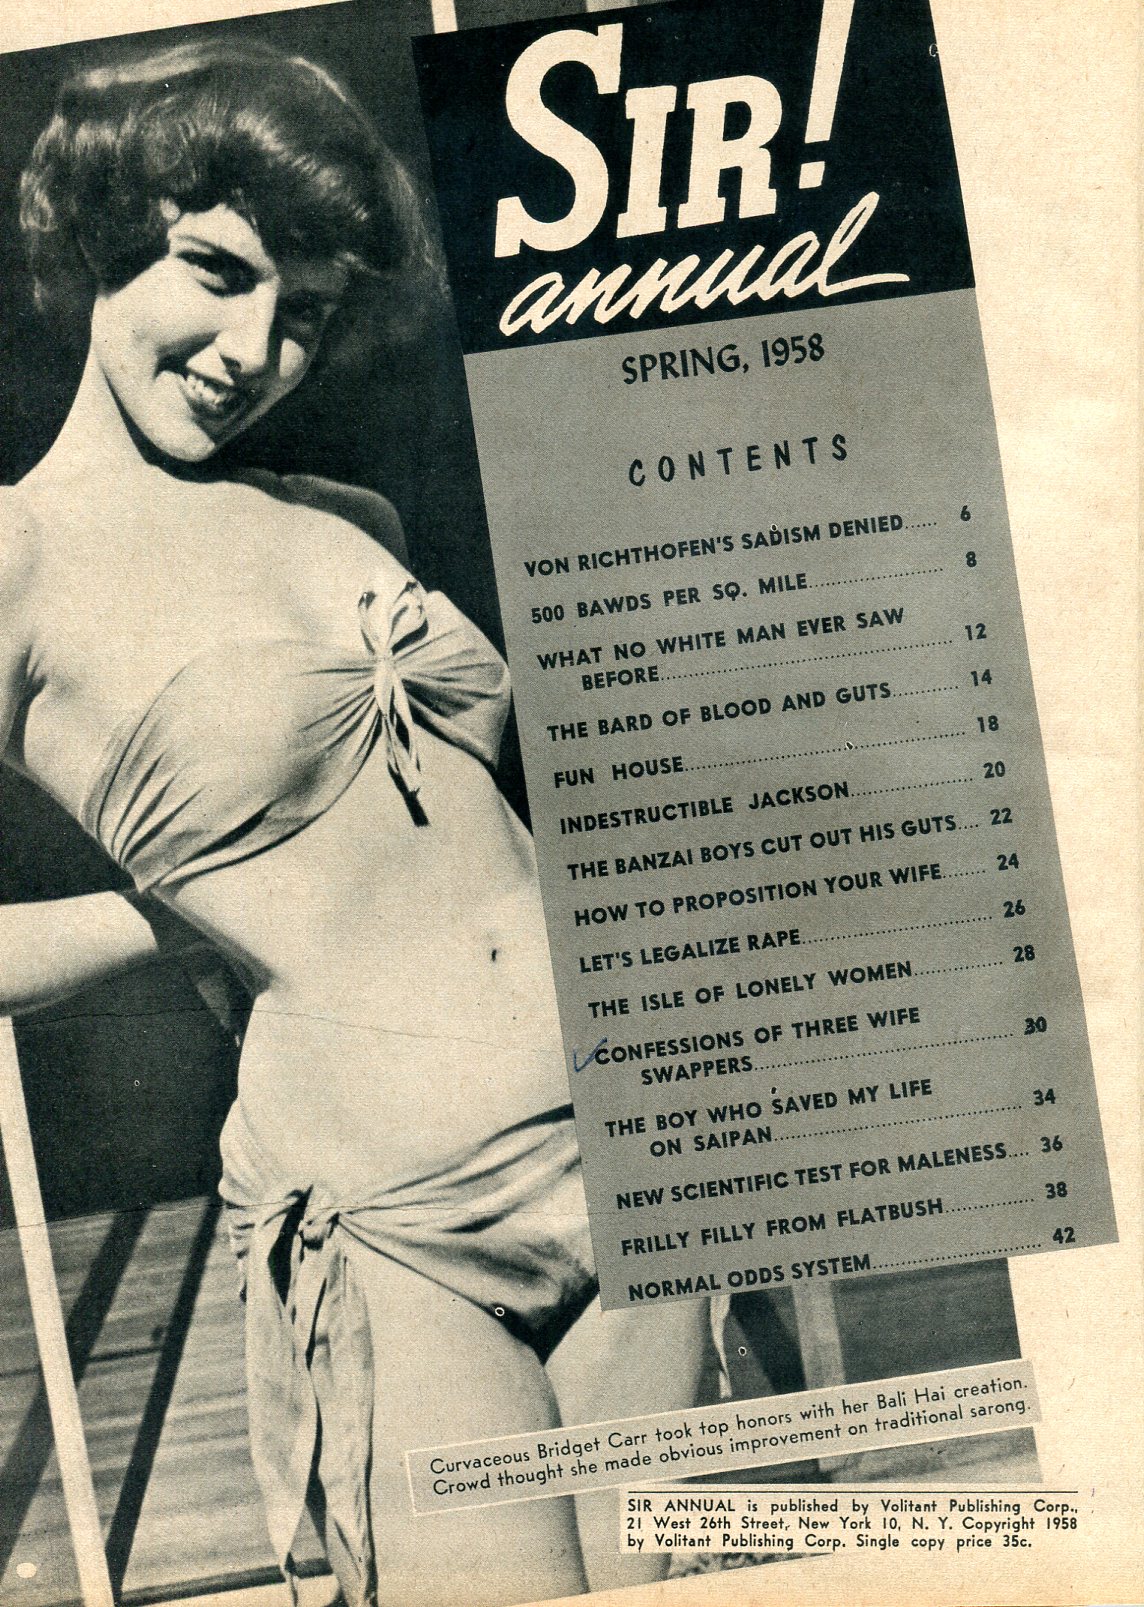 SIR!
annual
SPRING, 1958
CONTENTS
VON RICHTHOFEN'S SADISM DENIED...... 6
500 BAWDS PER SQ. MILE........................ 8
WHAT NO WHITE MAN EVER SAW
BEFORE.................................................... 12
THE BARD OF BLOOD AND GUTS............ 14
FUN HOUSE.................................................... 18
INDESTRUCTIBLE JACKSON...................... 20
THE BANZAI BOYS CUT OUT HIS GUTS.... 22
HOW TO PROPOSITION YOUR WIFE........ 24
LET'S LEGALIZE RAPE.................................. 26
THE ISLE OF LONELY WOMEN................ 28
CONFESSIONS OF THREE WIFE
SWAPPERS.............................................. 30
THE BOY WHO SAVED MY LIFE
ON SAIPAN............................................ 34
NEW SCIENTIFIC TEST FOR MALENESS.... 36
FRILLY FILLY FROM FLATBUSH................ 38
NORMAL ODDS SYSTEM............................ 42
Curvaceous Bridget Carr took top honors with her Bali Hai creation.
Crowd thought she made obvious improvement on traditional sarong.
SIR ANNUAL is published by Volitant Publishing Corp.,
21 West 26th Street, New York 10, N. Y. Copyright 1958
by Volitant Publishing Corp. Single copy price 35c.